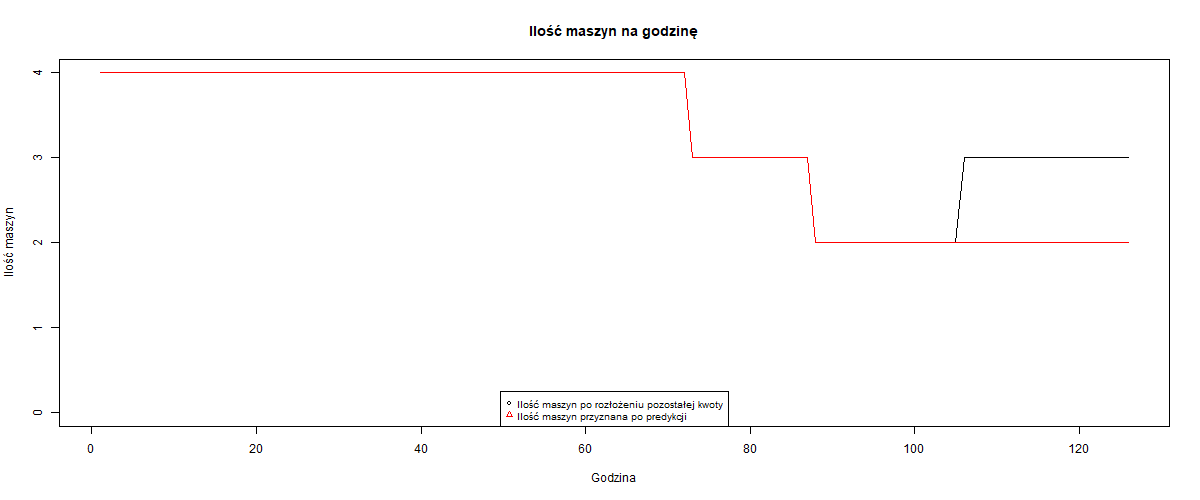 Ilość maszyn na godzinę
Ilość maszyn
4
3
2
1
0
Ilość maszyn po rozłożeniu pozostałej kwoty
Ilość maszyn przyznana po predykcji
0 20 40 60 80 100 120
Godzina